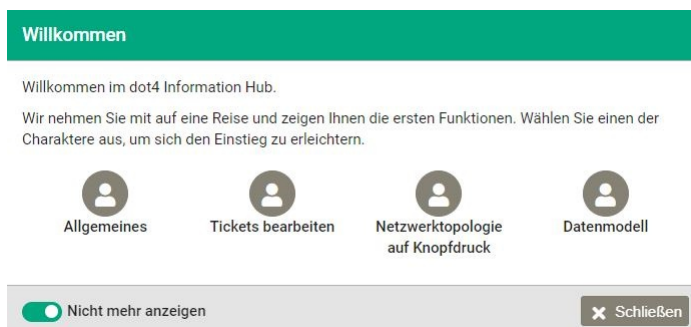 Willkommen
Willkommen im dot4 Information Hub.
Wir nehmen Sie mit auf eine Reise und zeigen Ihnen die ersten Funktionen. Wählen Sie einen der
Charaktere aus, um sich den Einstieg zu erleichtern.
Allgemeines
Tickets bearbeiten
Netzwerktopologie
auf Knopfdruck
Datenmodell
Nicht mehr anzeigen
Schließen